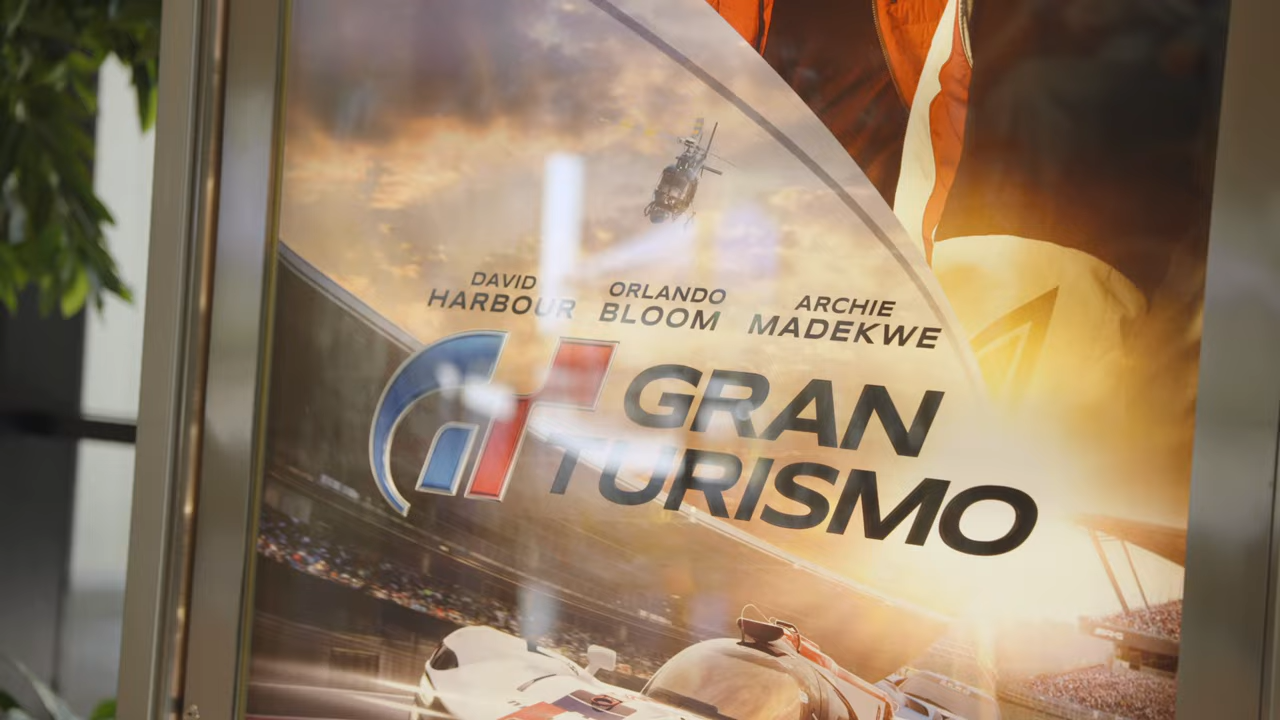 DAVID HARBOUR
ORLANDO BLOOM
ARCHIE MADEKWE
GRAN
TURISMO